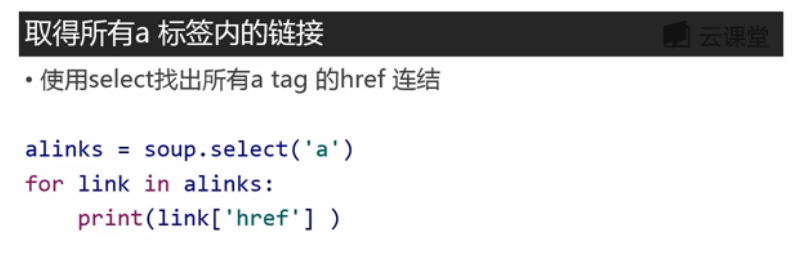 取得所有a 标签内的链接
云课堂
• 使用select找出所有a tag 的href 连结
alinks = soup.select('a')
for link in alinks:
    print(link['href'] )